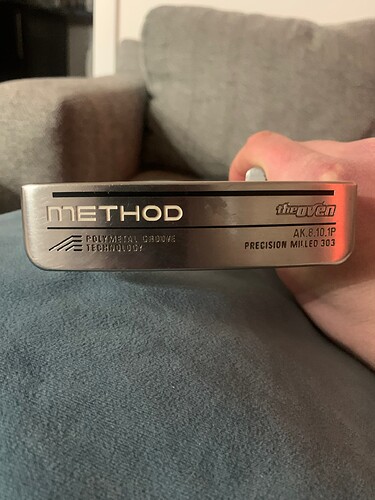 METHOD
the oven
POLYMETAL GROOVE
TECHNOLOGY
AK.8.10.1P
PRECISION MILLED 303